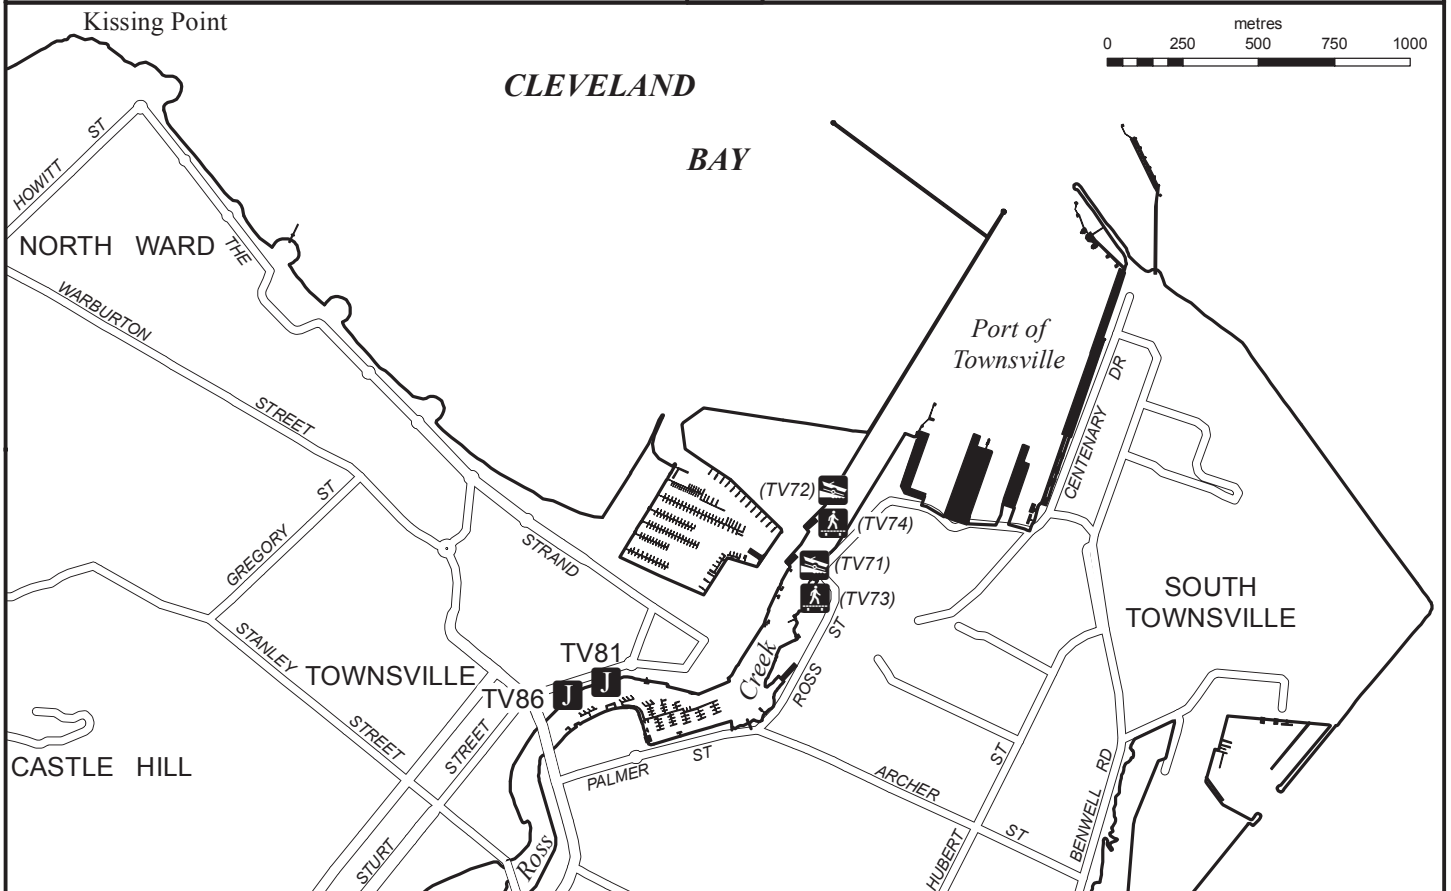 Kissing Point
metres
0 250 500 750 1000
CLEVELAND
BAY
HOWITT ST
NORTH WARD
THE
WARBURTON
STREET
Port of
Townsville
CENTENARY DR
(TV72)
(TV74)
(TV71)
(TV73)
GREGORY ST
STRAND
SOUTH
TOWNSVILLE
STANLEY
STREET
TOWNSVILLE
TV81
J
TV86
J
Creek
ROSS ST
STREET
CASTLE HILL
PALMER ST
ARCHER
ST
HUBERT ST
BENWELL RD
STURT
Ross